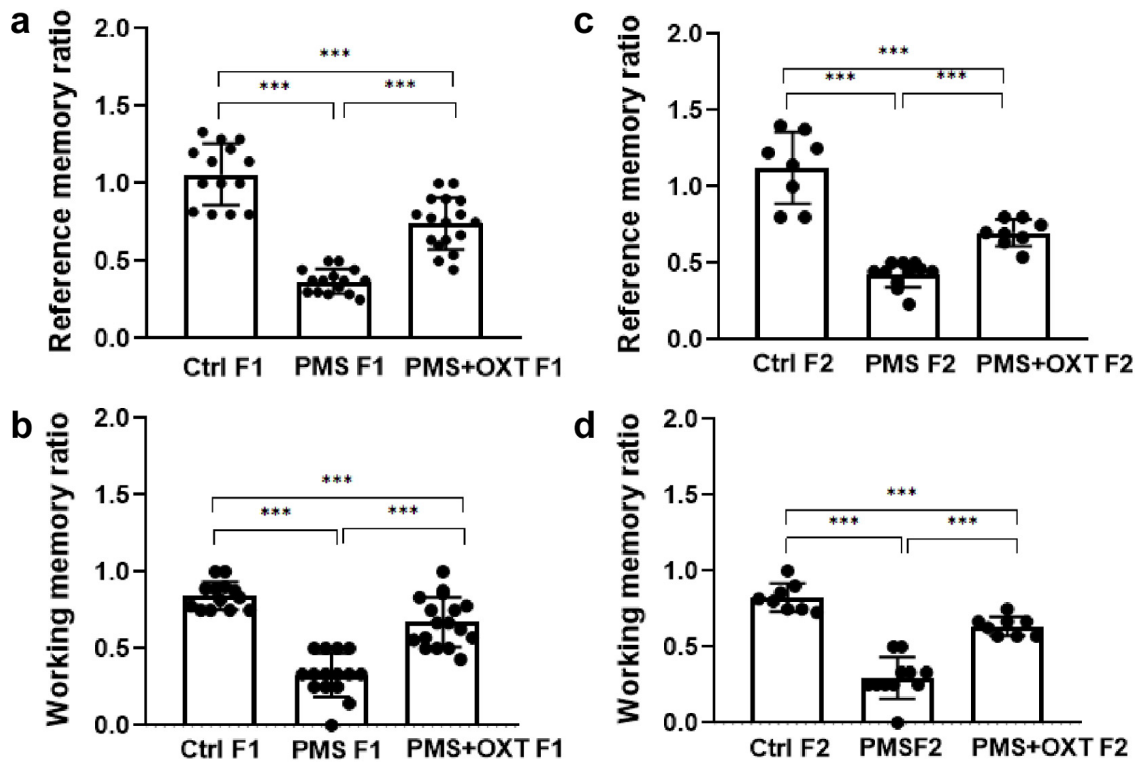 a
Reference memory ratio
2.0
1.5
1.0
0.5
0.0
***
***
***
Ctrl F1
PMS F1
PMS+OXT F1
c
Reference memory ratio
2.0
1.5
1.0
0.5
0.0
***
***
***
Ctrl F2
PMS F2
PMS+OXT F2
b
Working memory ratio
2.0
1.5
1.0
0.5
0.0
***
***
***
Ctrl F1
PMS F1
PMS+OXT F1
d
Working memory ratio
2.0
1.5
1.0
0.5
0.0
***
***
***
Ctrl F2
PMSF2
PMS+OXT F2